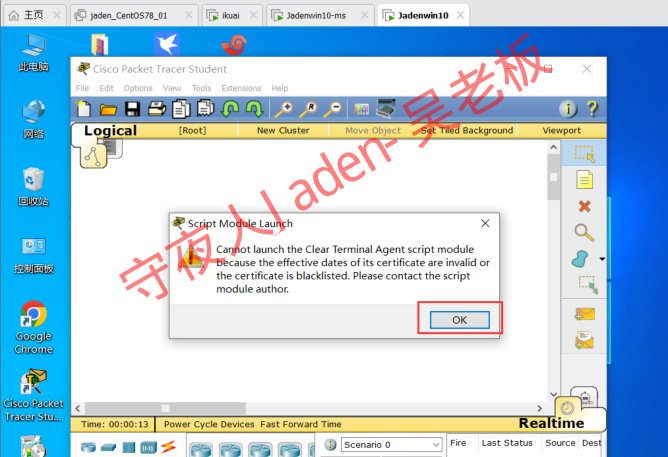 主页
jaden_CentOS78_01
ikuai
Jadenwin10-ms
Jadenwin10
此电脑
网络
回收站
控制面板
Google
Chrome
Cisco Packet
Tracer Stu...
Cisco Packet Tracer Student
File Edit Options View Tools Extensions Help
Logical [Root] New Cluster Move Object Set Tiled Background Viewport
Script Module Launch
Cannot launch the Clear Terminal Agent script module
because the effective dates of its certificate are invalid or
the certificate is blacklisted. Please contact the script
module author.
OK
守夜人Jaden-吴老板
Time: 00:00:13 Power Cycle Devices Fast Forward Time
Realtime
Scenario 0
Fire Last Status Source Dest